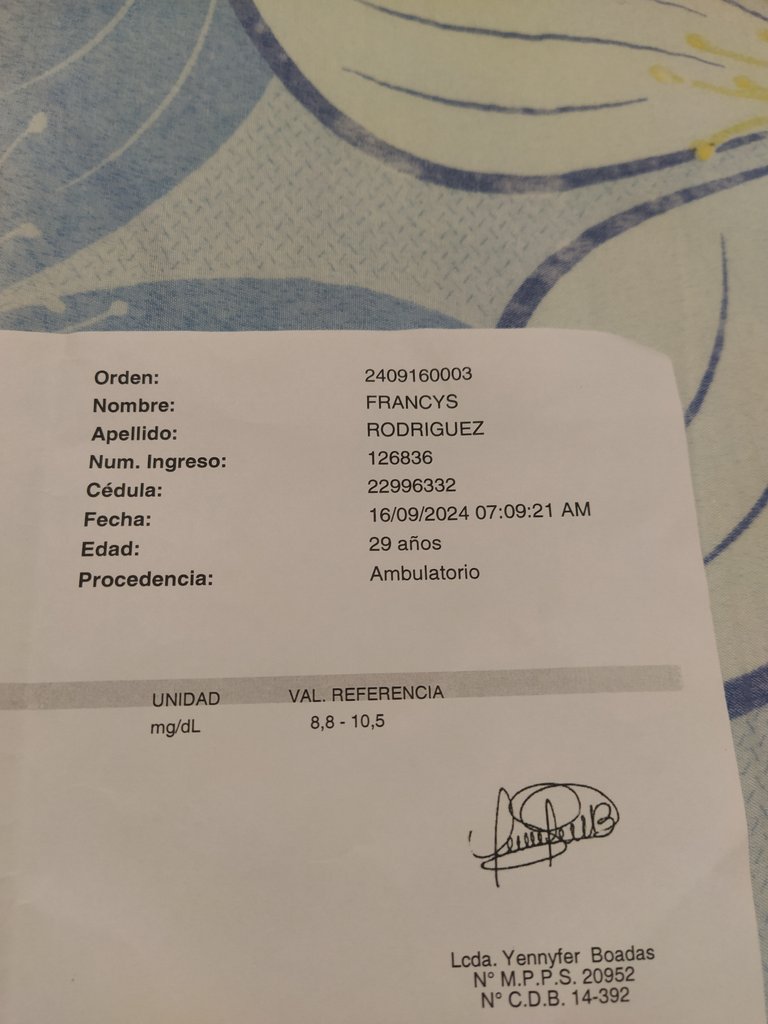 Orden: 2409160003
Nombre: FRANCYS
Apellido: RODRIGUEZ
Num. Ingreso: 126836
Cédula: 22996332
Fecha: 16/09/2024 07:09:21 AM
Edad: 29 años
Procedencia: Ambulatorio
UNIDAD VAL. REFERENCIA
mg/dL 8,8 - 10,5
Lcda. Yennyfer Boadas
N° M.P.P.S. 20952
N° C.D.B. 14-392